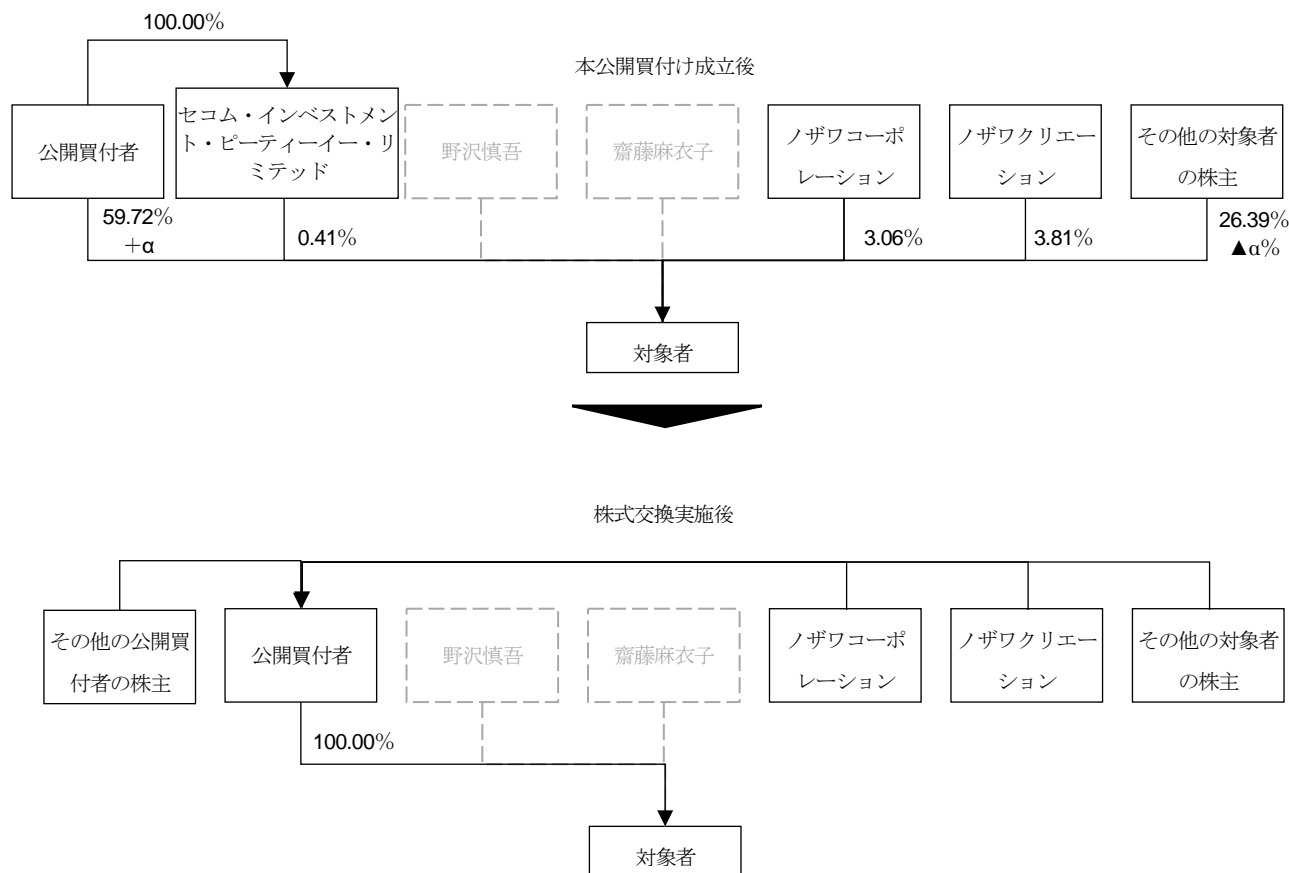 100.00%
本公開買付け成立後
公開買付者
セコム・インベストメン
ト・ピーティーイー・リ
ミテッド
野沢慎吾
齋藤麻衣子
ノザワコーポ
レーション
ノザワクリエー
ション
その他の対象者
の株主
59.72%
+α
0.41%
3.06%
3.81%
26.39%
▲α%
対象者
株式交換実施後
その他の公開買
付者の株主
公開買付者
野沢慎吾
齋藤麻衣子
ノザワコーポ
レーション
ノザワクリエー
ション
その他の対象者
の株主
100.00%
対象者